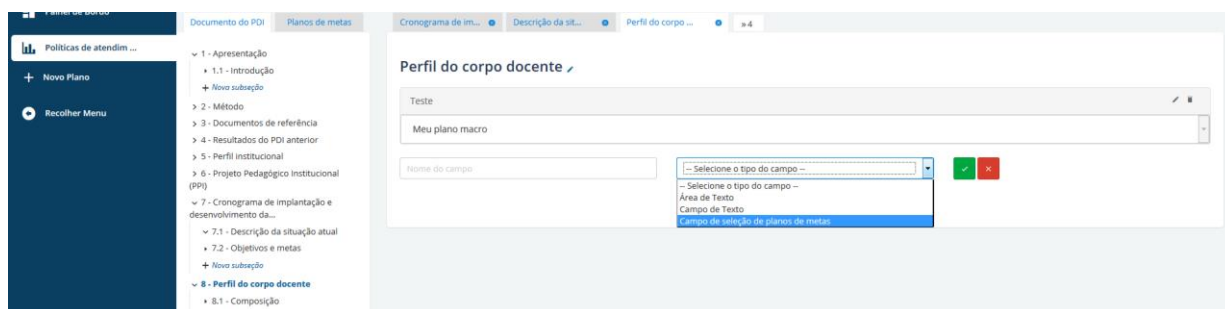 Painel de Bordo
Políticas de atendim ...
Novo Plano
Recolher Menu
Documento do PDI
Planos de metas
1 - Apresentação
1.1 - Introdução
+ Nova subseção
2 - Método
3 - Documentos de referência
4 - Resultados do PDI anterior
5 - Perfil institucional
6 - Projeto Pedagógico Institucional
(PPI)
7 - Cronograma de implantação e
desenvolvimento da...
7.1 - Descrição da situação atual
7.2 - Objetivos e metas
+ Nova subseção
8 - Perfil do corpo docente
8.1 - Composição
Cronograma de im...
Descrição da sit...
Perfil do corpo ...
»4
Perfil do corpo docente
Teste
Meu plano macro
Nome do campo
-- Selecione o tipo do campo --
-- Selecione o tipo do campo --
Área de Texto
Campo de Texto
Campo de seleção de planos de metas